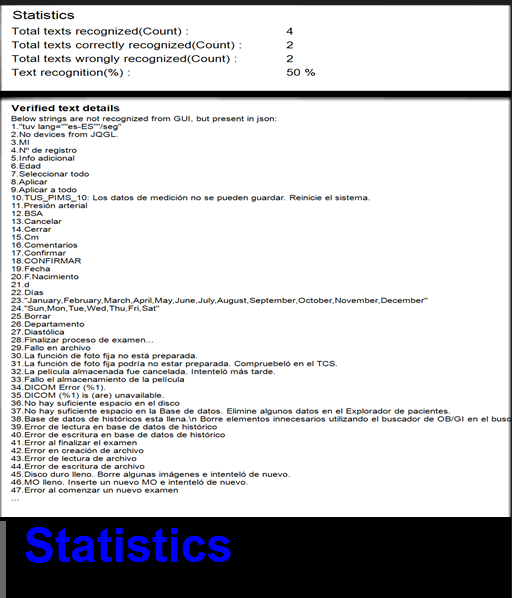 Statistics
Total texts recognized(Count) : 4
Total texts correctly recognized(Count) : 2
Total texts wrongly recognized(Count) : 2
Text recognition(%) : 50 %
Verified text details
Below strings are not recognized from GUI, but present in json:
1."tuv lang=""es-ES""/seg"
2.No devices from JQGL.
3.MI
4.Nº de registro
5.Info adicional
6.Edad
7.Seleccionar todo
8.Aplicar
9.Aplicar a todo
10.TUS_PIMS_10: Los datos de medición no se pueden guardar. Reinicie el sistema.
11.Presión arterial
12.BSA
13.Cancelar
14.Cerrar
15.Cm
16.Comentarios
17.Confirmar
18.CONFIRMAR
19.Fecha
20.F.Nacimiento
21.d
22.Días
23."January,February,March,April,May,June,July,August,September,October,November,December"
24."Sun,Mon,Tue,Wed,Thu,Fri,Sat"
25.Borrar
26.Departamento
27.Diastólica
28.Finalizar proceso de examen...
29.Fallo en archivo
30.La función de foto fija no está preparada.
31.La función de foto fija podría no estar preparada. Compruebeló en el TCS.
32.La película almacenada fue cancelada. Intenteló más tarde.
33.Fallo el almacenamiento de la película
34.DICOM Error (%1).
35.DICOM (%1) is (are) unavailable.
36.No hay suficiente espacio en el disco
37.No hay suficiente espacio en la Base de datos. Elimine algunos datos en el Explorador de pacientes.
38.Base de datos de históricos esta llena.\n Borre elementos innecesarios utilizando el buscador de OB/GI en el busc
39.Error de lectura en base de datos de histórico
40.Error de escritura en base de datos de histórico
41.Error al finalizar el examen
42.Error en creación de archivo
43.Error de lectura de archivo
44.Error de escritura de archivo
45.Disco duro lleno. Borre algunas imágenes e intenteló de nuevo.
46.MO lleno. Inserte un nuevo MO e intenteló de nuevo.
47.Error al comenzar un nuevo examen
...
Statistics